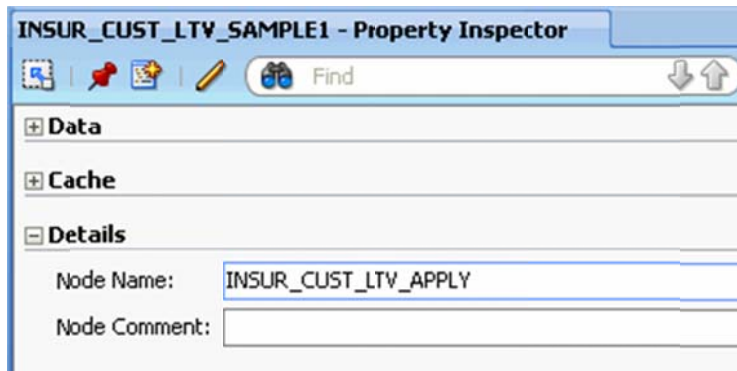 INSUR_CUST_LTV_SAMPLE1 - Property Inspector
Find
Data
Cache
Details
Node Name: INSUR_CUST_LTV_APPLY
Node Comment: